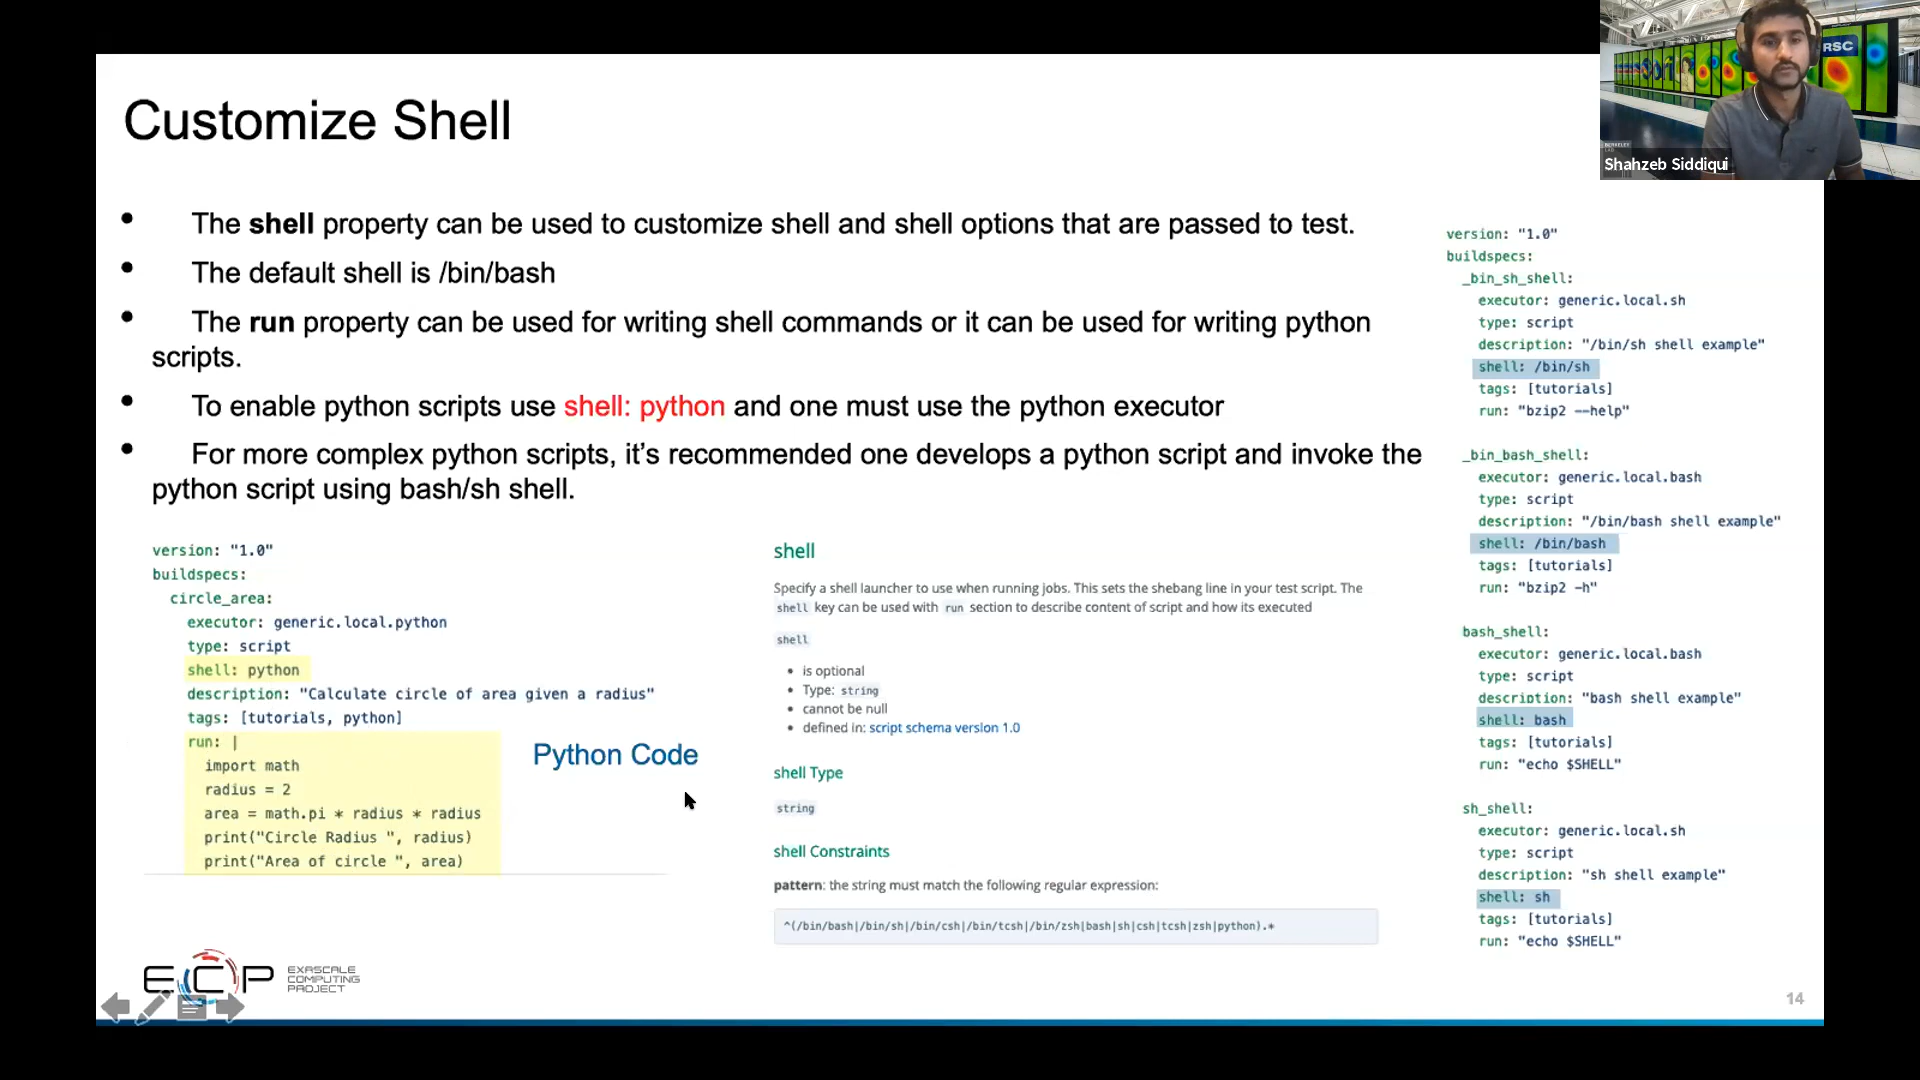 RSC
Shahzeb Siddiqui
Customize Shell
• The shell property can be used to customize shell and shell options that are passed to test.
• The default shell is /bin/bash
• The run property can be used for writing shell commands or it can be used for writing python
scripts.
• To enable python scripts use shell: python and one must use the python executor
• For more complex python scripts, it’s recommended one develops a python script and invoke the
python script using bash/sh shell.
version: "1.0"
buildspecs:
circle_area:
executor: generic.local.python
type: script
shell: python
description: "Calculate circle of area given a radius"
tags: [tutorials, python]
run: |
import math
radius = 2
area = math.pi * radius * radius
print("Circle Radius ", radius)
print("Area of circle ", area)
Python Code
shell
Specify a shell launcher to use when running jobs. This sets the shebang line in your test script. The
shell key can be used with run section to describe content of script and how its executed
shell
• is optional
• Type: string
• cannot be null
• defined in: script schema version 1.0
shell Type
string
shell Constraints
pattern: the string must match the following regular expression:
^(/bin/bash|/bin/sh|/bin/csh|/bin/tcsh|/bin/zsh|bash|sh|csh|tcsh|zsh|python).*
version: "1.0"
buildspecs:
_bin_sh_shell:
executor: generic.local.sh
type: script
description: "/bin/sh shell example"
shell: /bin/sh
tags: [tutorials]
run: "bzip2 --help"
_bin_bash_shell:
executor: generic.local.bash
type: script
description: "/bin/bash shell example"
shell: /bin/bash
tags: [tutorials]
run: "bzip2 -h"
bash_shell:
executor: generic.local.bash
type: script
description: "bash shell example"
shell: bash
tags: [tutorials]
run: "echo $SHELL"
sh_shell:
executor: generic.local.sh
type: script
description: "sh shell example"
shell: sh
tags: [tutorials]
run: "echo $SHELL"
ECP
EXASCALE
COMPUTING
PROJECT
14